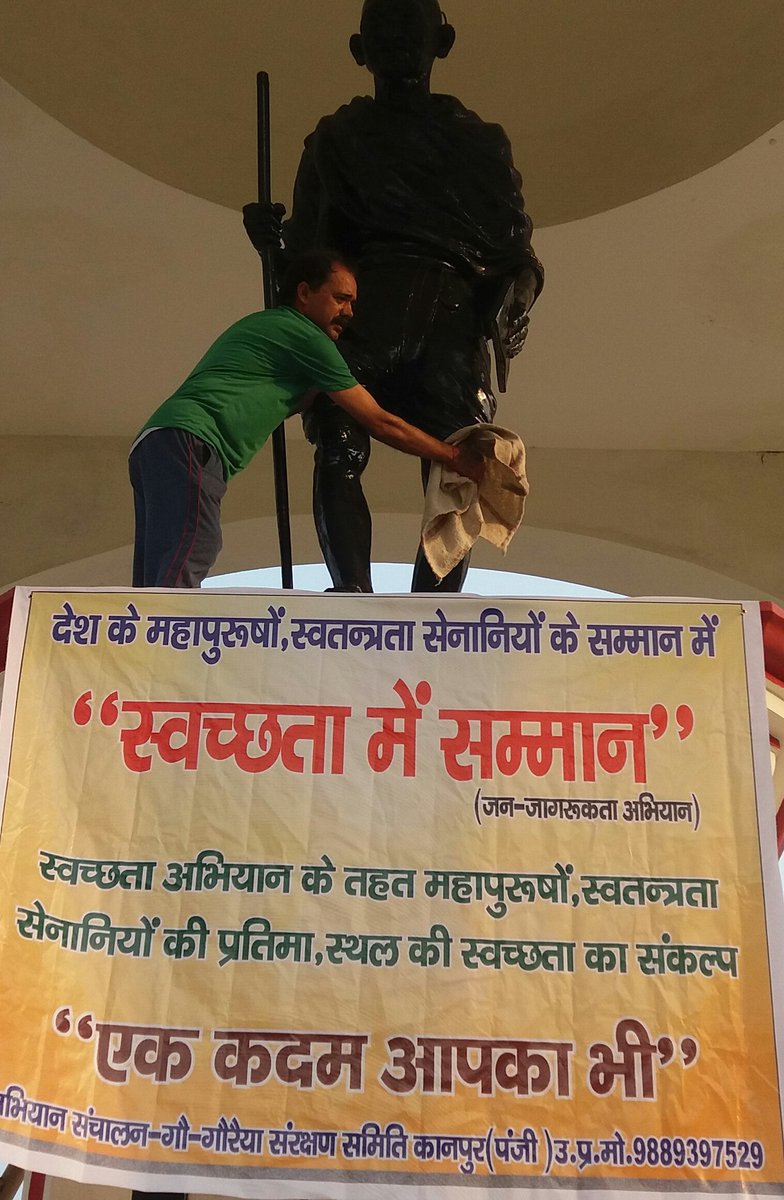 देश के महापुरूषों,स्वतन्त्रता सेनानियों के सम्मान में
“स्वच्छता में सम्मान”
(जन-जागरूकता अभियान)
स्वच्छता अभियान के तहत महापुरूषों,स्वतन्त्रता
सेनानियों की प्रतिमा,स्थल की स्वच्छता का संकल्प
“एक कदम आपका भी”
भियान संचालन-गौ-गौरैया संरक्षण समिति कानपुर(पंजी )उ.प्र.मो.9889397529